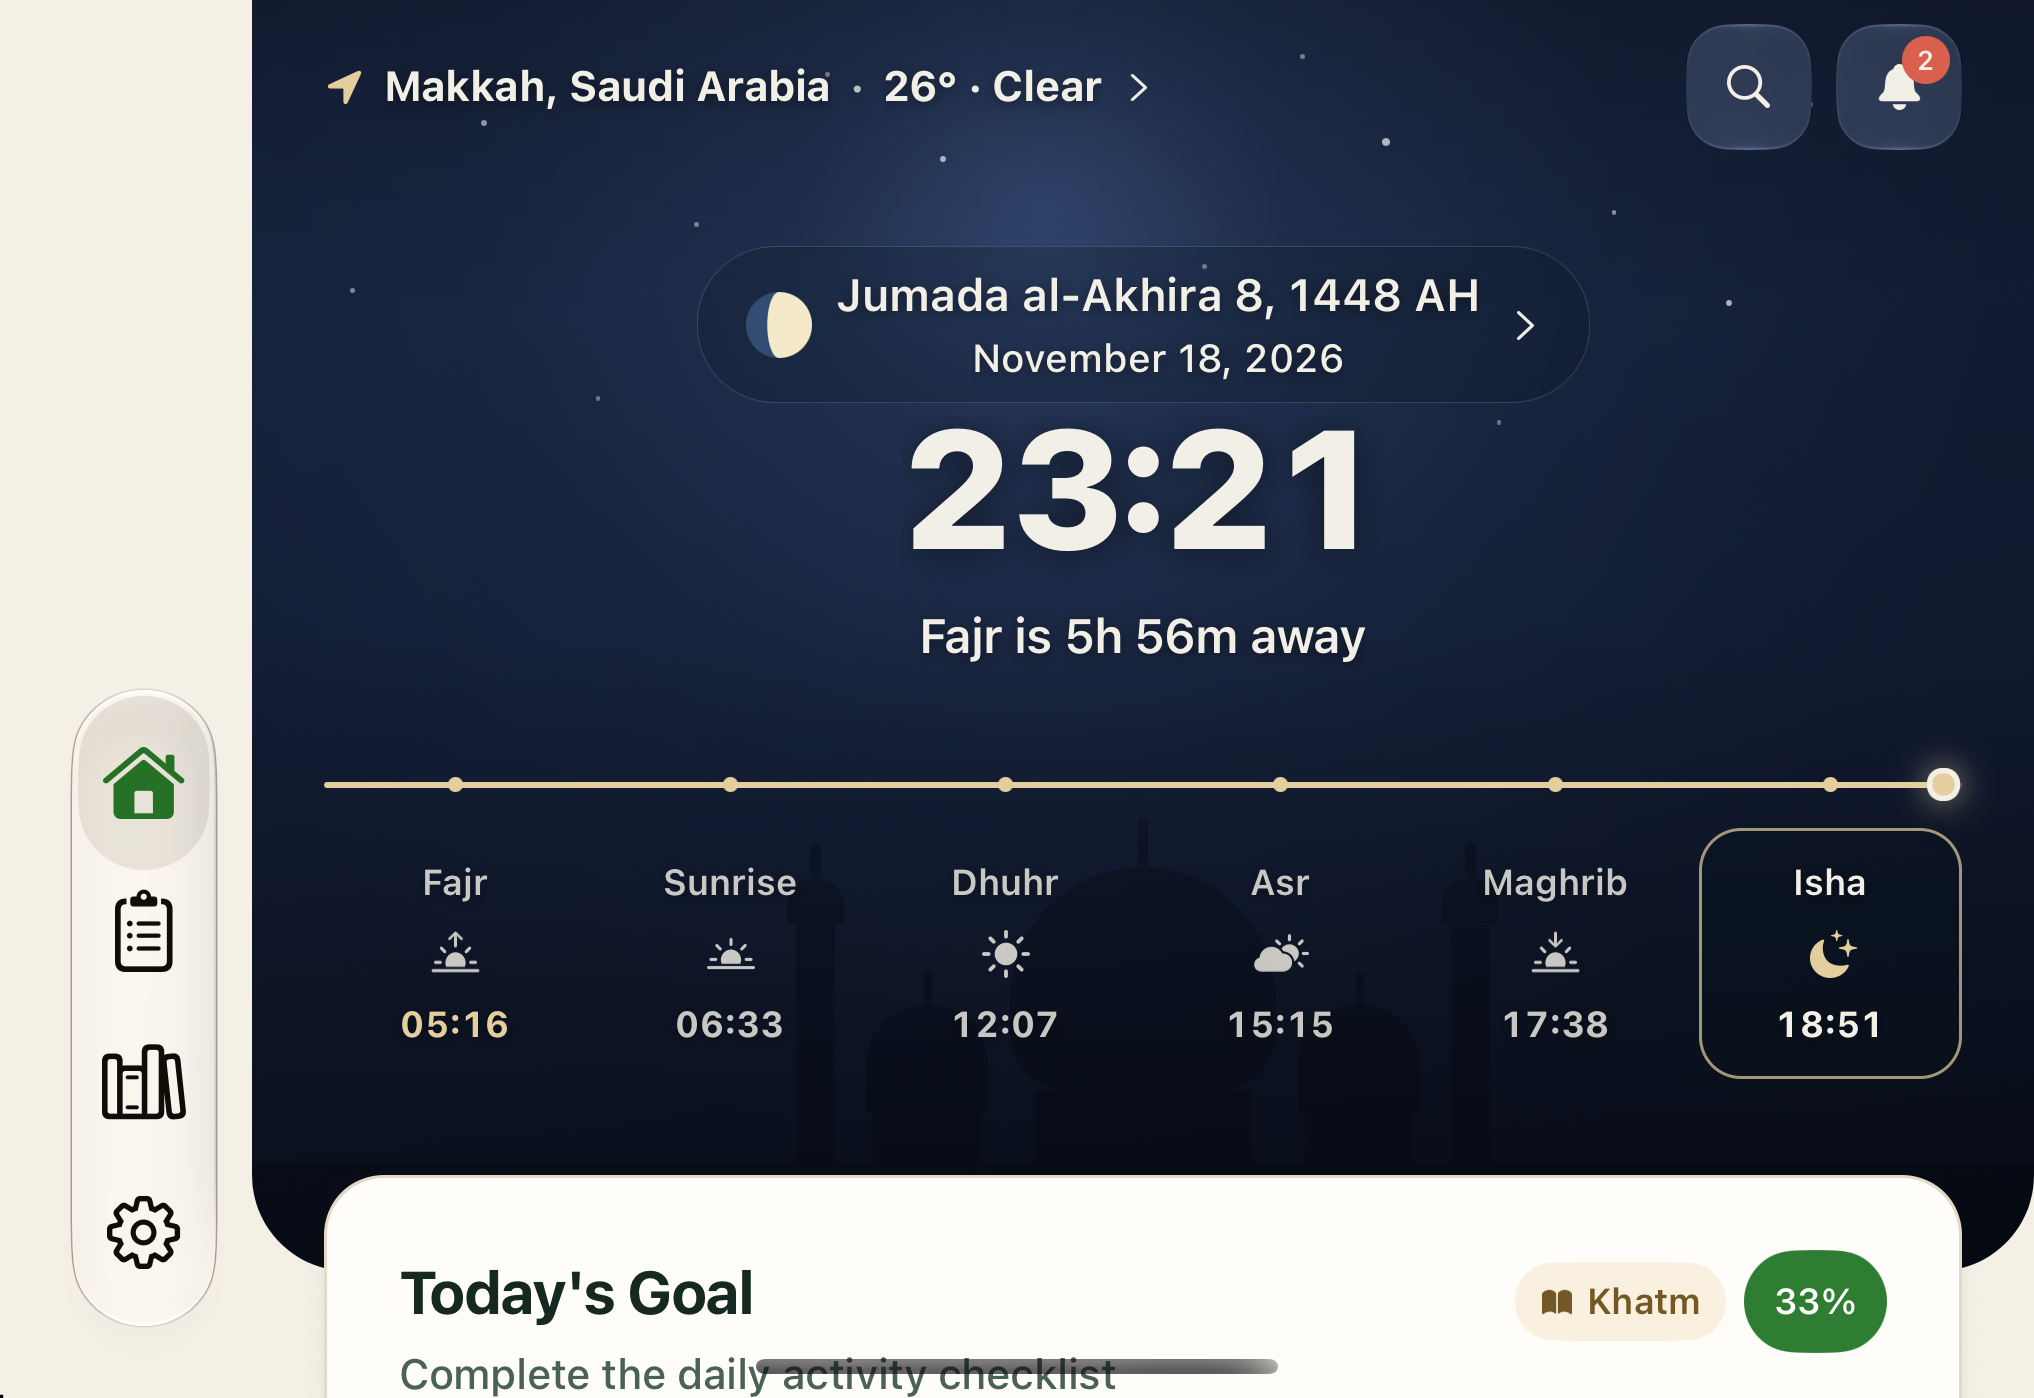 Makkah, Saudi Arabia · 26° · Clear
2
Jumada al-Akhira 8, 1448 AH
November 18, 2026
23:21
Fajr is 5h 56m away
Fajr Sunrise Dhuhr Asr Maghrib Isha
05:16 06:33 12:07 15:15 17:38 18:51
Today's Goal
Khatm 33%
Complete the daily activity checklist